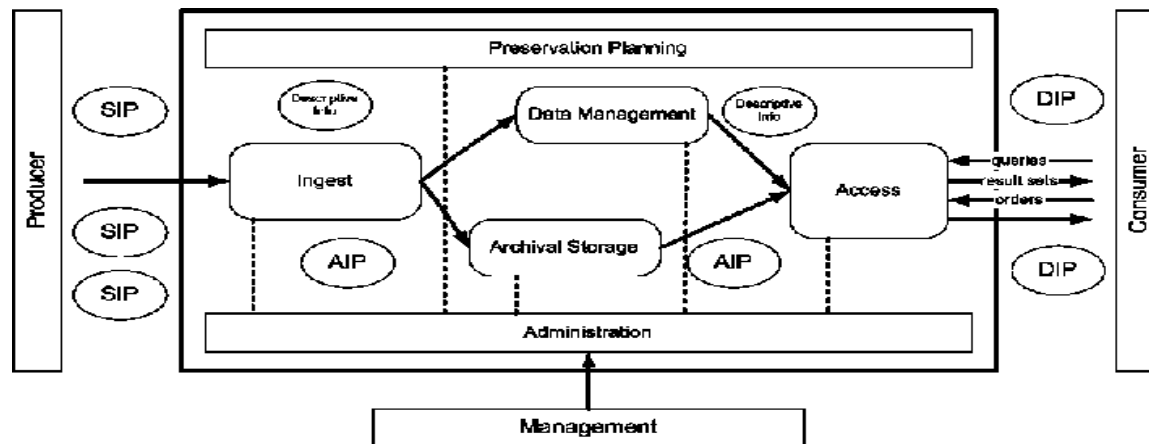 Preservation Planning
Producer
SIP
SIP
SIP
Descriptive
Info
Ingest
AIP
Data Management
Archival Storage
Descriptive
Info
AIP
Access
queries
result sets
orders
DIP
DIP
Consumer
Administration
Management